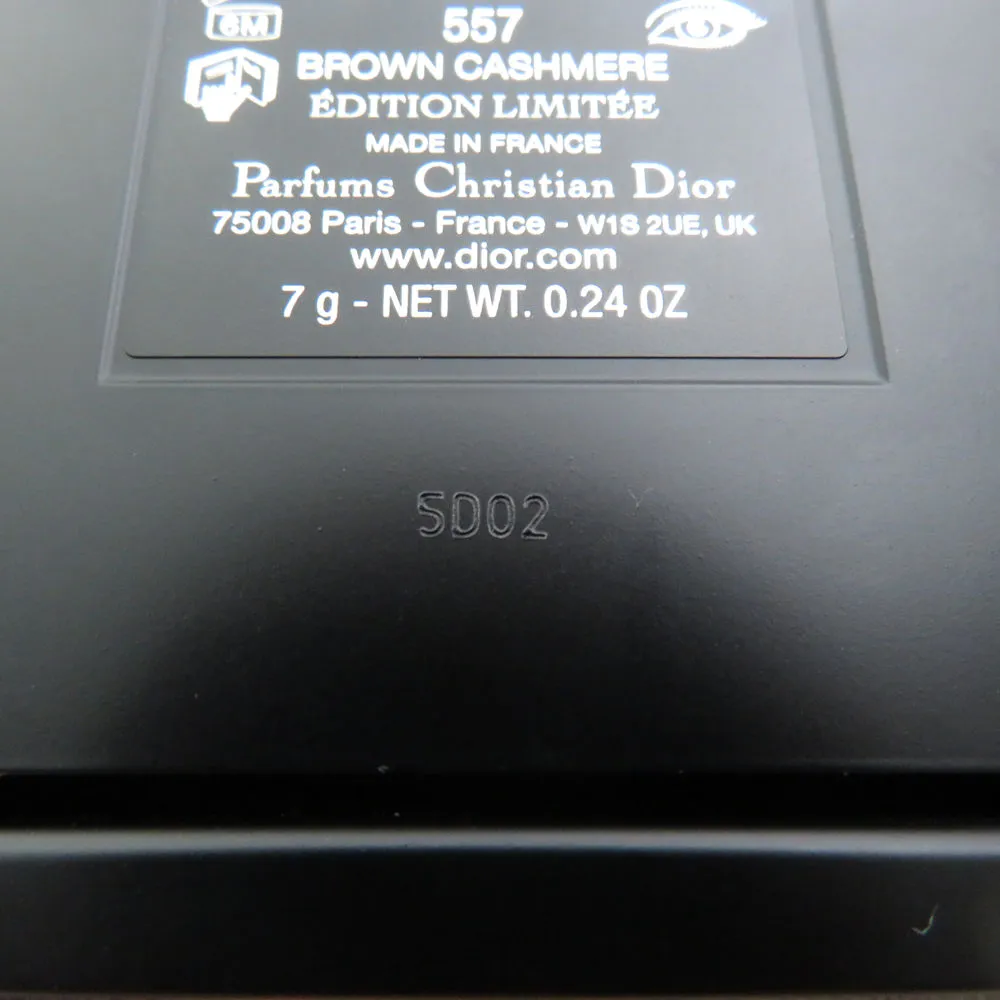 6M
557
BROWN CASHMERE
ÉDITION LIMITÉE
MADE IN FRANCE
Parfums Christian Dior
75008 Paris - France - W1S 2UE, UK
www.dior.com
7 g - NET WT. 0.24 OZ
5D02